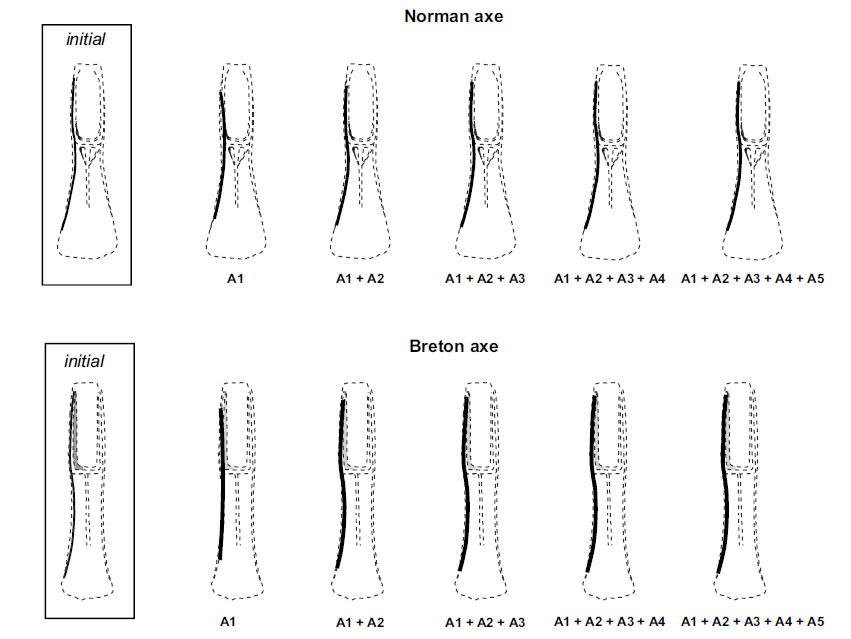 Norman axe
initial
A1
A1 + A2
A1 + A2 + A3
A1 + A2 + A3 + A4
A1 + A2 + A3 + A4 + A5
Breton axe
initial
A1
A1 + A2
A1 + A2 + A3
A1 + A2 + A3 + A4
A1 + A2 + A3 + A4 + A5